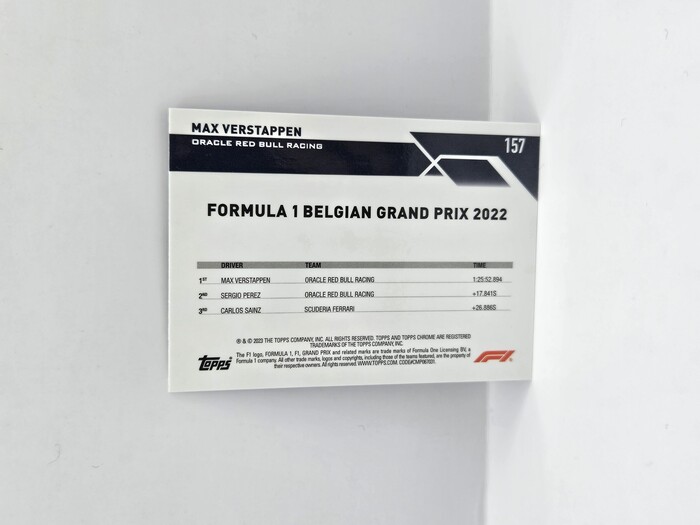 MAX VERSTAPPEN
ORACLE RED BULL RACING
157
FORMULA 1 BELGIAN GRAND PRIX 2022
DRIVER TEAM TIME
1ST MAX VERSTAPPEN ORACLE RED BULL RACING 1:25:52.894
2ND SERGIO PEREZ ORACLE RED BULL RACING +17.841S
3RD CARLOS SAINZ SCUDERIA FERRARI +26.886S
® & © 2023 THE TOPPS COMPANY, INC. ALL RIGHTS RESERVED. TOPPS AND TOPPS CHROME ARE REGISTERED
TRADEMARKS OF THE TOPPS COMPANY, INC.
The F1 logo, FORMULA 1, F1, GRAND PRIX and related marks are trade marks of Formula One Licensing BV, a
Formula 1 company. All other trade marks, logos and copyrights, including those of the teams featured, are the property of
their respective owners. All rights reserved. WWW.TOPPS.COM. CODE#CMP061931.
Topps
F1